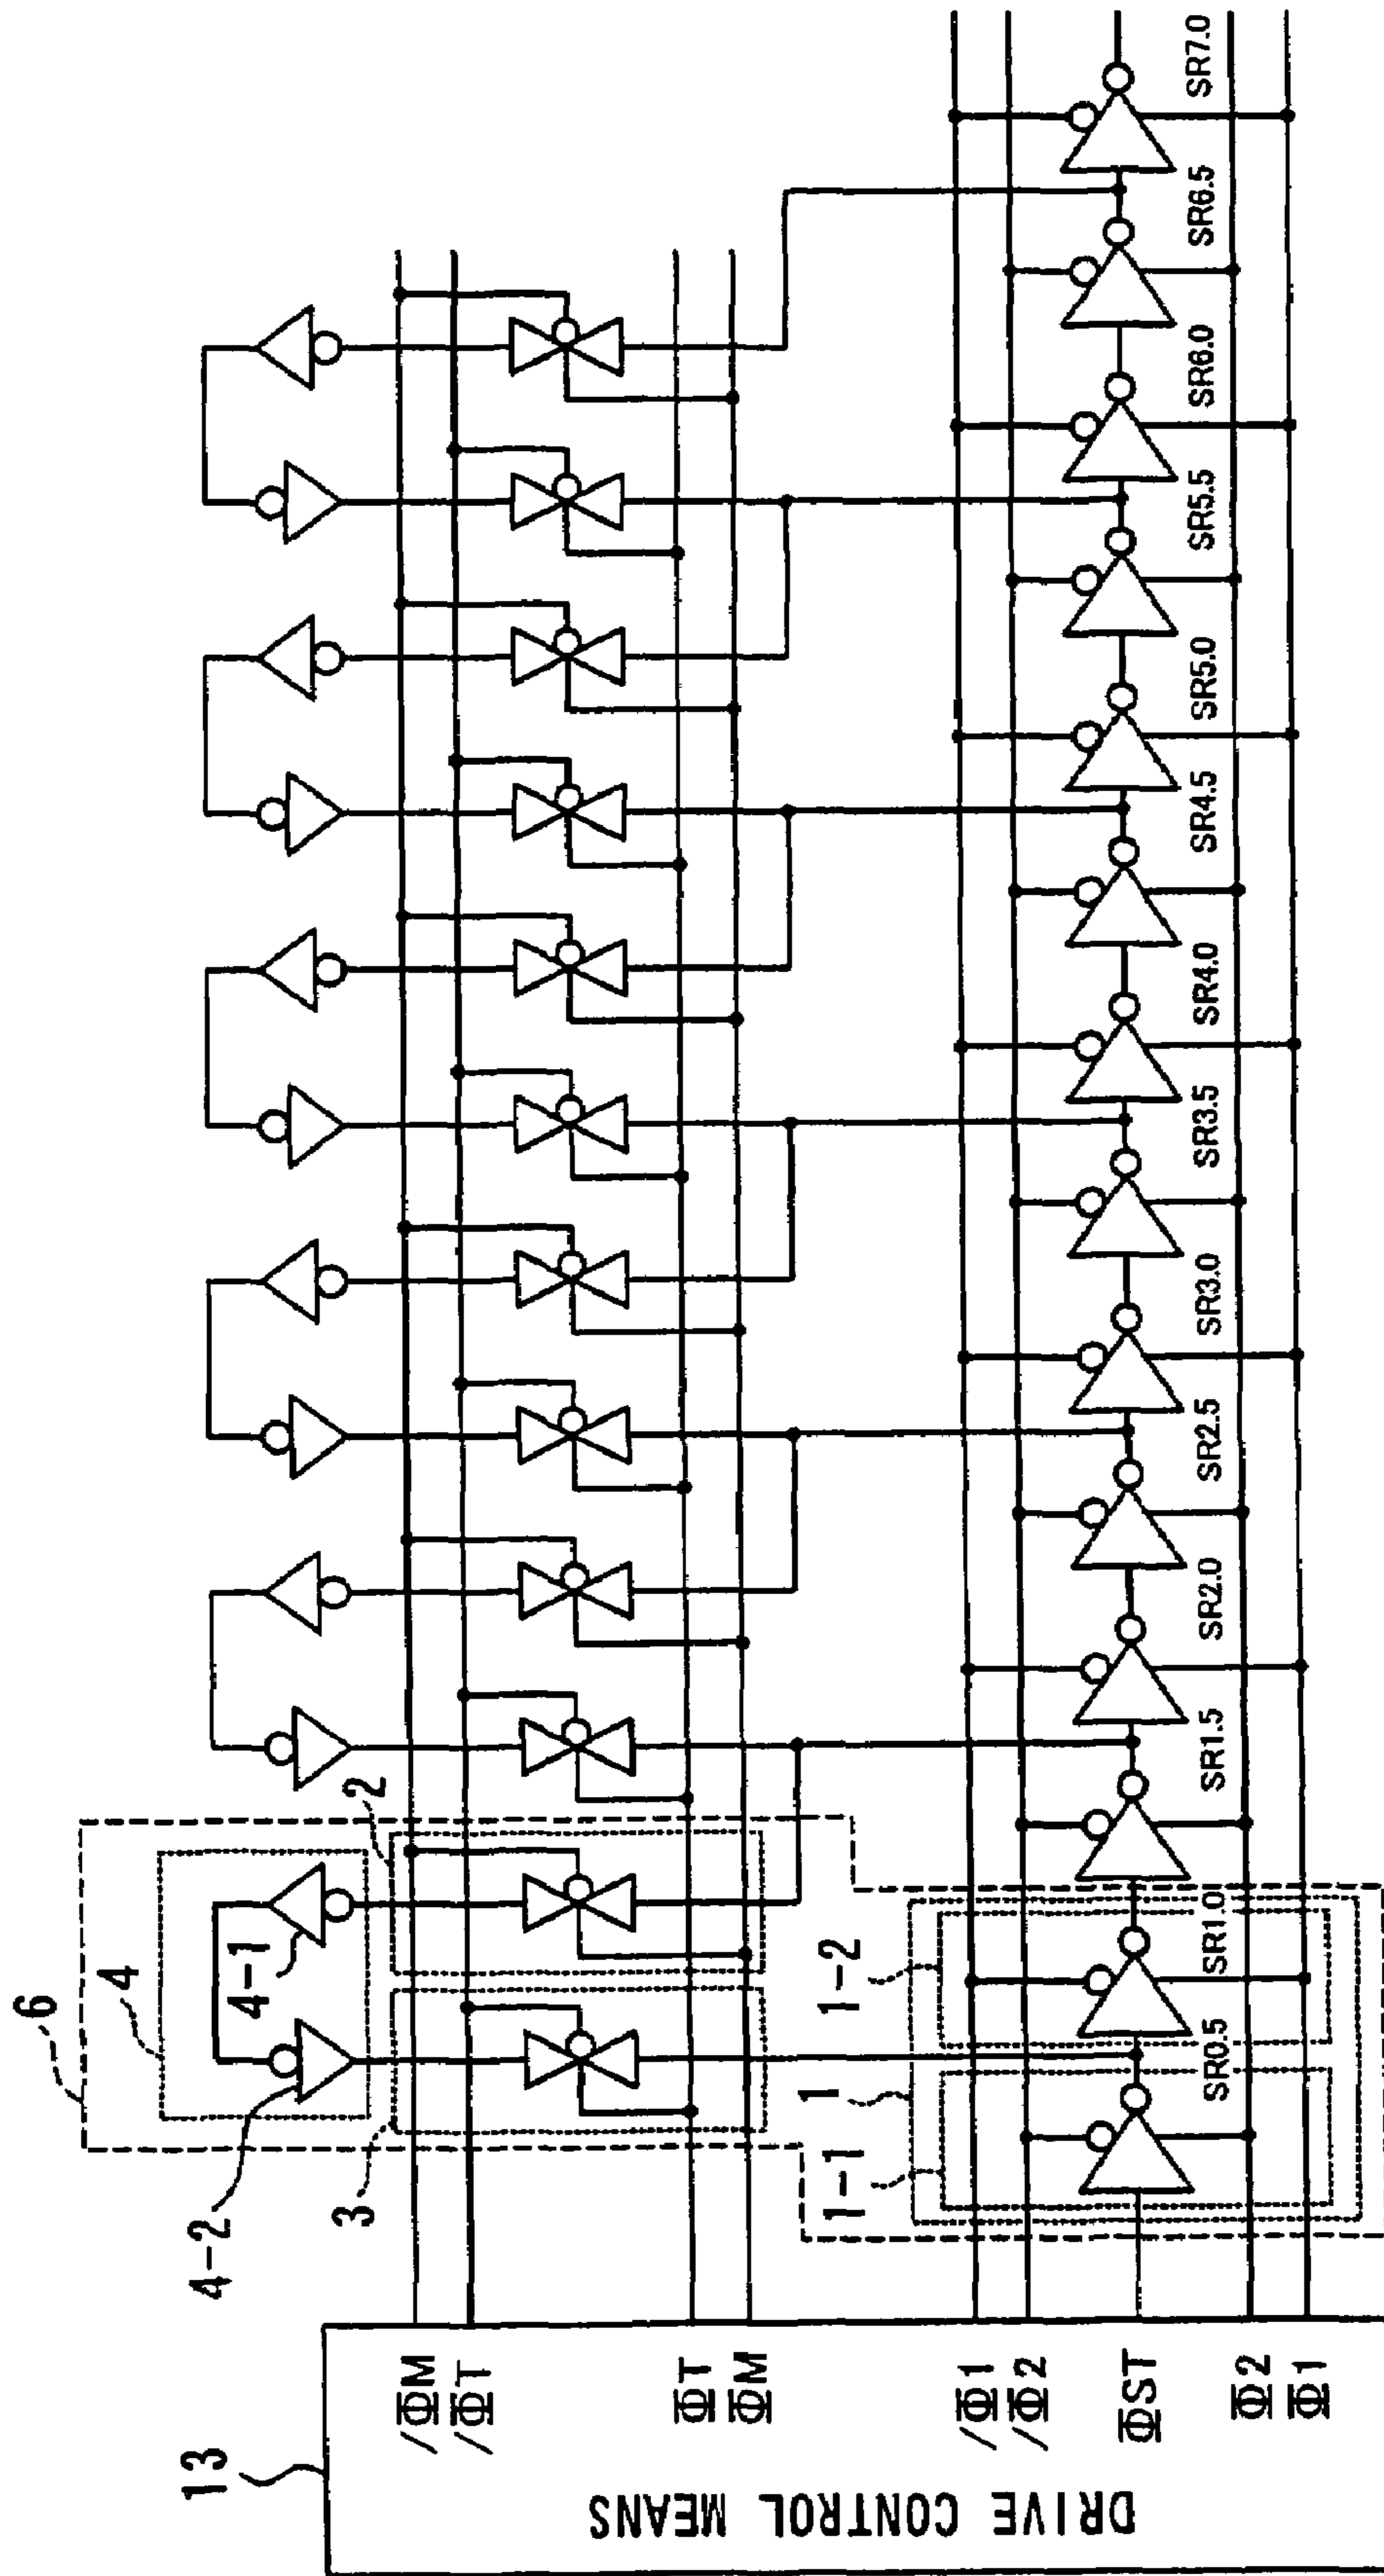 13
DRIVE CONTROL MEANS
/ΦM
/ΦT
ΦT
ΦM
/Φ1
/Φ2
ΦST
Φ2
Φ1
6
4
4-1
4-2
2
3
1
1-1
1-2
SR0.5
SR1.0
SR1.5
SR2.0
SR2.5
SR3.0
SR3.5
SR4.0
SR4.5
SR5.0
SR5.5
SR6.0
SR6.5
SR7.0